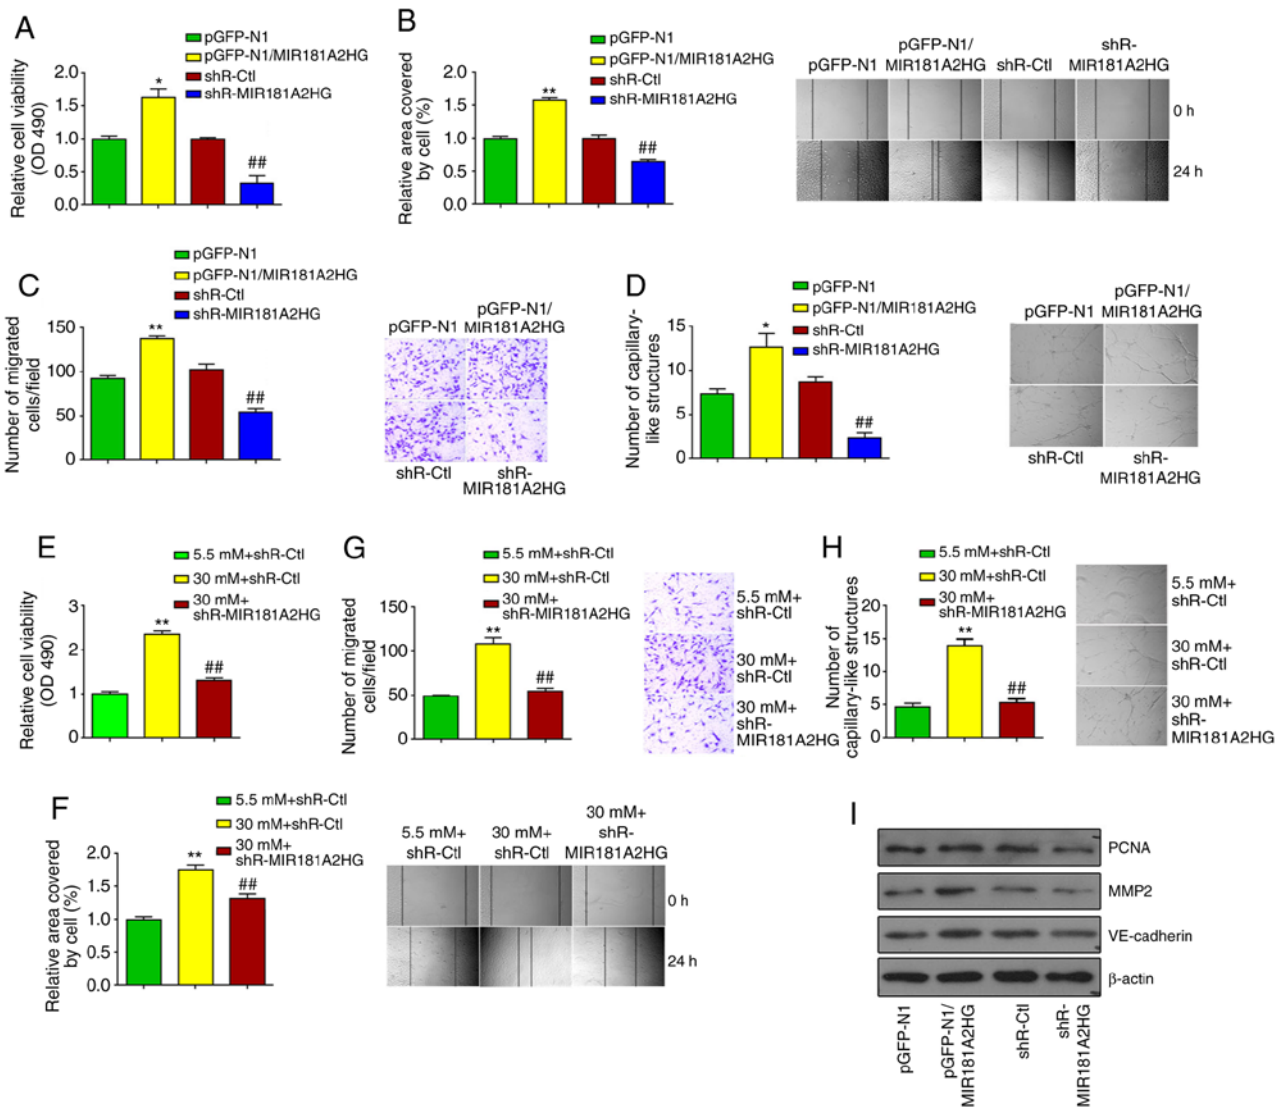 A
pGFP-N1
pGFP-N1/MIR181A2HG
shR-Ctl
shR-MIR181A2HG
Relative cell viability
(OD 490)
2.0
1.5
1.0
0.5
0.0
*
##
B
pGFP-N1
pGFP-N1/MIR181A2HG
shR-Ctl
shR-MIR181A2HG
Relative area covered
by cell (%)
2.0
1.5
1.0
0.5
0.0
**
##
pGFP-N1
pGFP-N1/
MIR181A2HG
shR-Ctl
shR-
MIR181A2HG
0 h
24 h
C
pGFP-N1
pGFP-N1/MIR181A2HG
shR-Ctl
shR-MIR181A2HG
Number of migrated
cells/field
150
100
50
0
**
##
pGFP-N1
pGFP-N1/
MIR181A2HG
shR-Ctl
shR-
MIR181A2HG
D
pGFP-N1
pGFP-N1/MIR181A2HG
shR-Ctl
shR-MIR181A2HG
Number of capillary-
like structures
15
10
5
0
*
##
pGFP-N1
pGFP-N1/
MIR181A2HG
shR-Ctl
shR-
MIR181A2HG
E
5.5 mM+shR-Ctl
30 mM+shR-Ctl
30 mM+
shR-MIR181A2HG
Relative cell viability
(OD 490)
3
2
1
0
**
##
G
5.5 mM+shR-Ctl
30 mM+shR-Ctl
30 mM+
shR-MIR181A2HG
Number of migrated
cells/field
150
100
50
0
**
##
5.5 mM+
shR-Ctl
30 mM+
shR-Ctl
30 mM+
shR-
MIR181A2HG
H
5.5 mM+shR-Ctl
30 mM+shR-Ctl
30 mM+
shR-MIR181A2HG
Number of
capillary-like structures
20
15
10
5
0
**
##
5.5 mM+
shR-Ctl
30 mM+
shR-Ctl
30 mM+
shR-
MIR181A2HG
F
5.5 mM+shR-Ctl
30 mM+shR-Ctl
30 mM+
shR-MIR181A2HG
Relative area covered
by cell (%)
2.0
1.5
1.0
0.5
0.0
**
##
5.5 mM+
shR-Ctl
30 mM+
shR-Ctl
30 mM+
shR-
MIR181A2HG
0 h
24 h
I
PCNA
MMP2
VE-cadherin
β-actin
pGFP-N1
pGFP-N1/
MIR181A2HG
shR-Ctl
shR-
MIR181A2HG